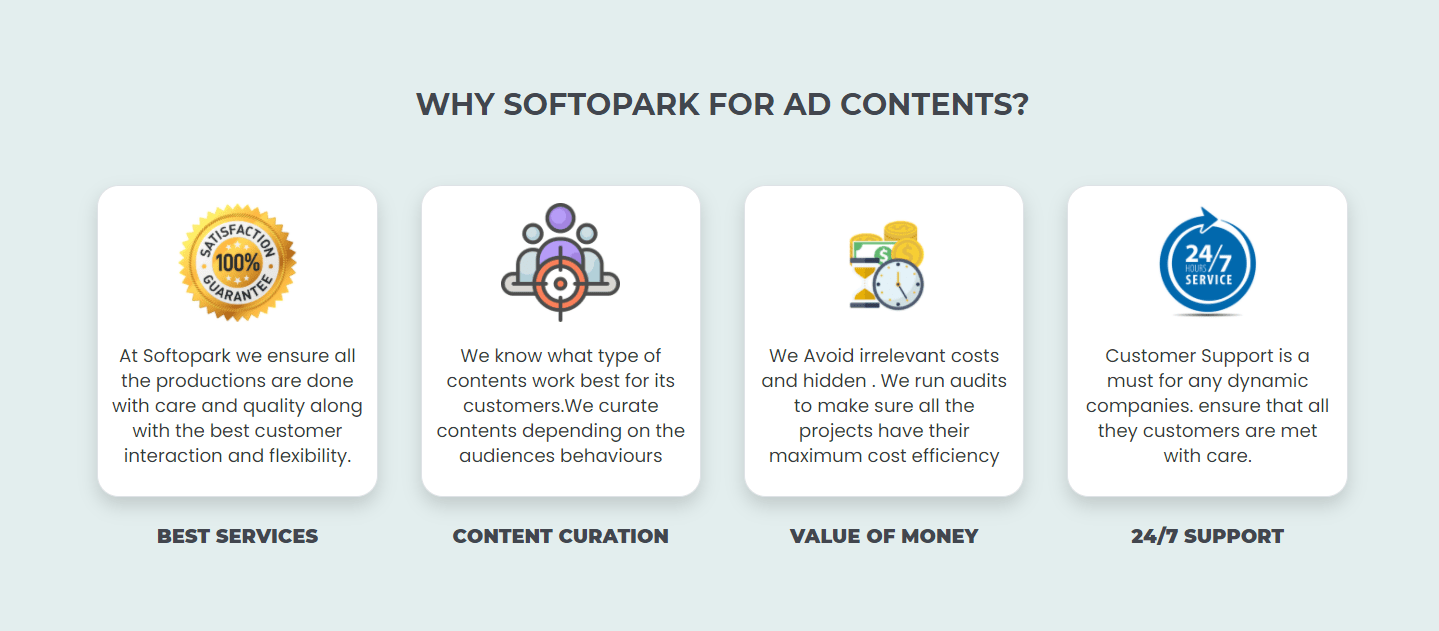 WHY SOFTOPARK FOR AD CONTENTS?
SATISFACTION
100%
GUARANTEE
At Softopark we ensure all
the productions are done
with care and quality along
with the best customer
interaction and flexibility.
BEST SERVICES
We know what type of
contents work best for its
customers.We curate
contents depending on the
audiences behaviours
CONTENT CURATION
$
$
We Avoid irrelevant costs
and hidden . We run audits
to make sure all the
projects have their
maximum cost efficiency
VALUE OF MONEY
24/7
HOURS
SERVICE
Customer Support is a
must for any dynamic
companies. ensure that all
they customers are met
with care.
24/7 SUPPORT